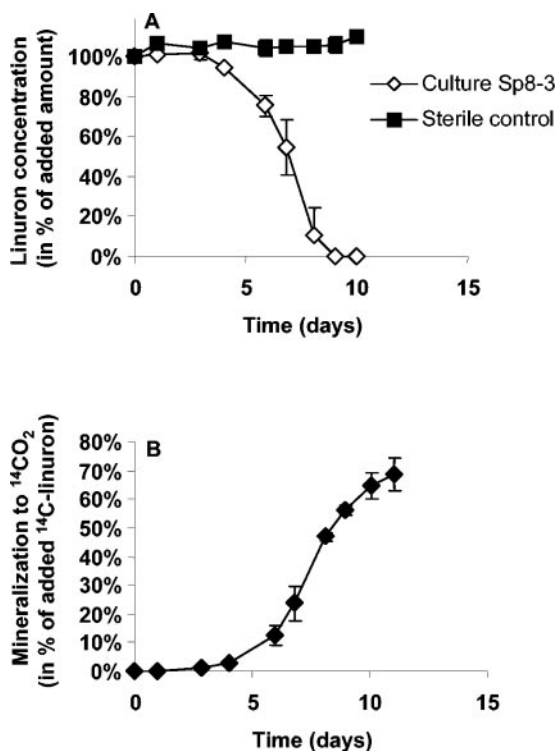 A
Linuron concentration
(in % of added amount)
100%
80%
60%
40%
20%
0%
0 5 10 15
Time (days)
Culture Sp8-3
Sterile control
B
Mineralization to ¹⁴CO₂
(in % of added ¹⁴C-linuron)
80%
70%
60%
50%
40%
30%
20%
10%
0%
0 5 10 15
Time (days)